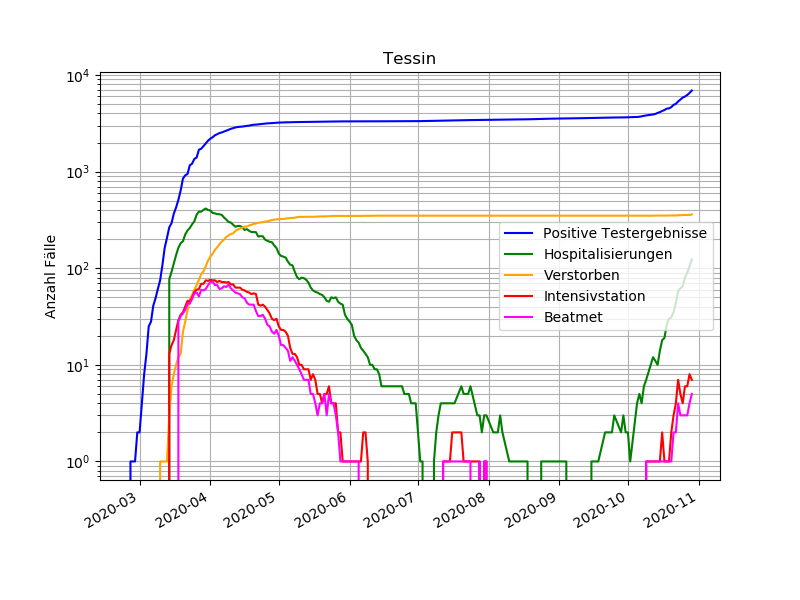 Tessin
Anzahl Fälle
10⁴
10³
10²
10¹
10⁰
Positive Testergebnisse
Hospitalisierungen
Verstorben
Intensivstation
Beatmet
2020-03
2020-04
2020-05
2020-06
2020-07
2020-08
2020-09
2020-10
2020-11